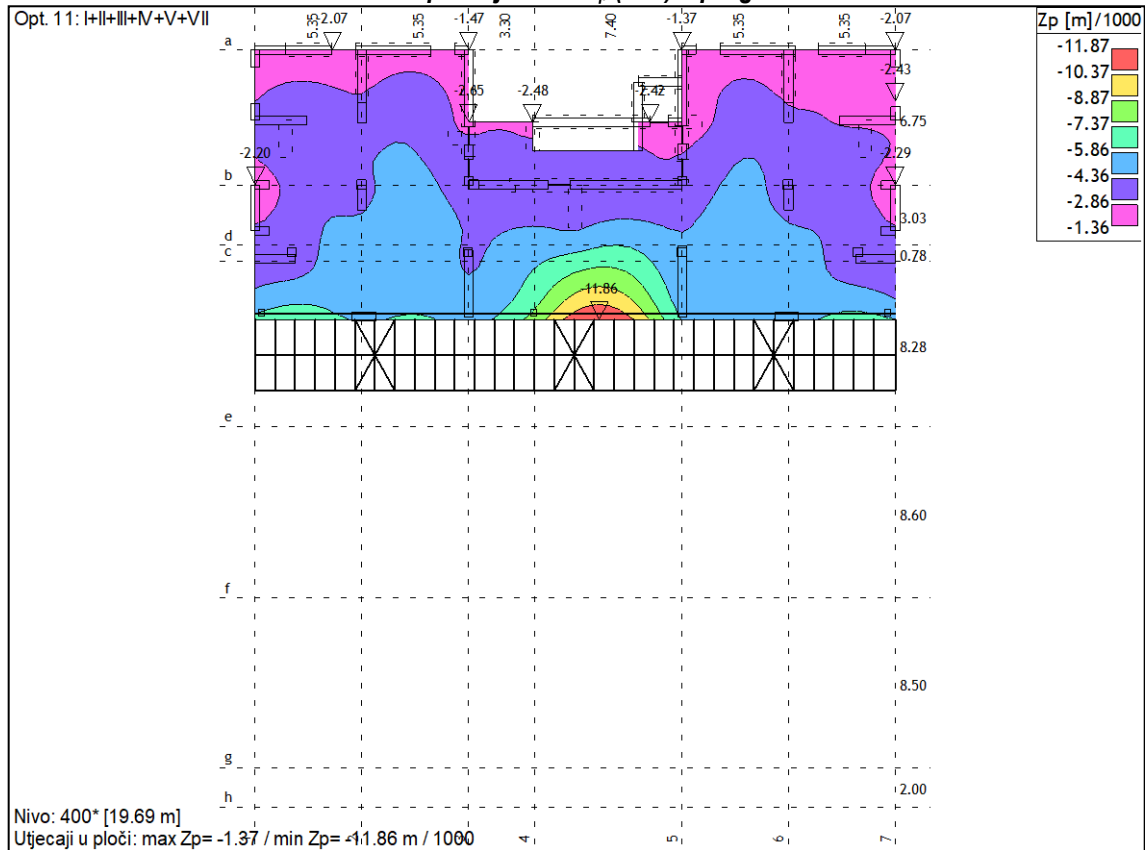 Opt. 11: I+II+III+IV+V+VII
5.35
-2.07
5.35
-1.47
3.30
7.40
-1.37
5.35
5.35
-2.07
Zp [m]/1000
-11.87
-10.37
-8.87
-7.37
-5.86
-4.36
-2.86
-1.36
a
-2.43
-2.65
-2.48
-2.42
6.75
-2.20
-2.29
b
3.03
d
c
0.78
-11.86
8.28
e
8.60
f
8.50
g
2.00
h
4
5
7
Nivo: 400* [19.69 m]
Utjecaji u ploči: max Zp= -1.37 / min Zp= -11.86 m / 1000